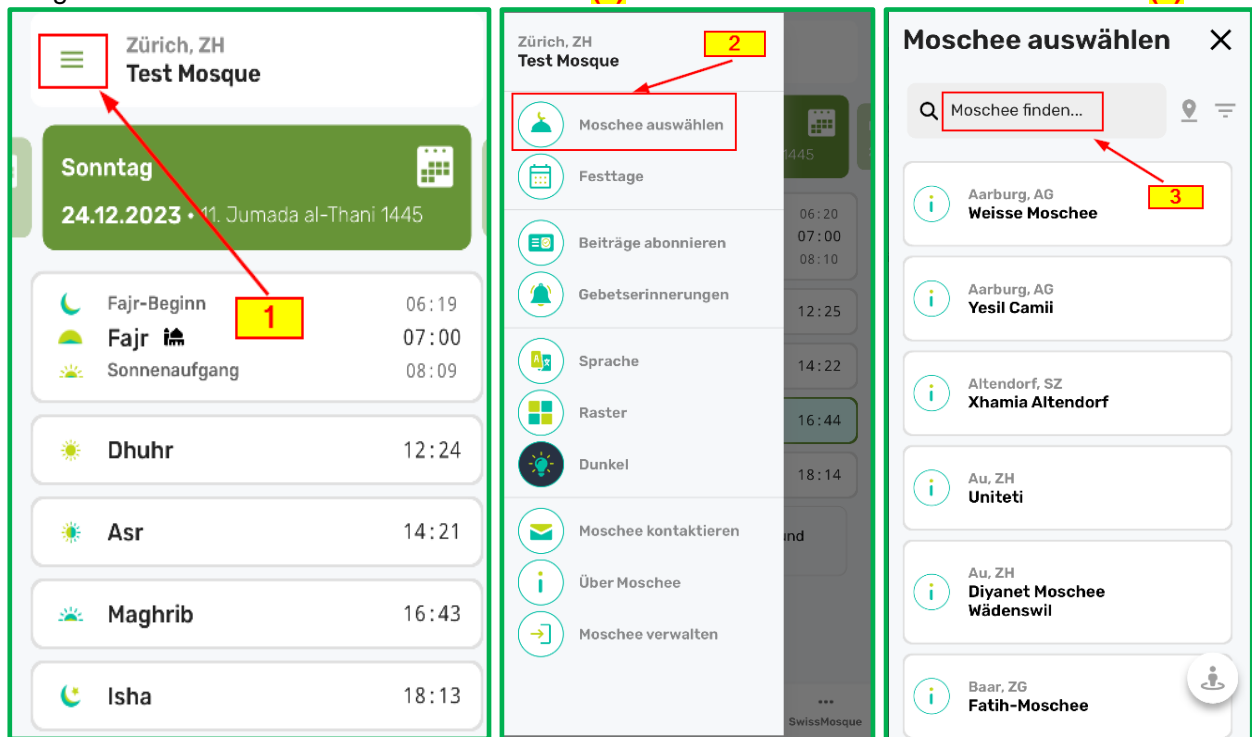 Zürich, ZH
Test Mosque
Sonntag
24.12.2023 • 11. Jumada al-Thani 1445
1
Fajr-Beginn 06:19
Fajr 07:00
Sonnenaufgang 08:09
Dhuhr 12:24
Asr 14:21
Maghrib 16:43
Isha 18:13
Zürich, ZH
Test Mosque
2
Moschee auswählen
Festtage
Beiträge abonnieren
Gebetserinnerungen
Sprache
Raster
Dunkel
Moschee kontaktieren
Über Moschee
Moschee verwalten
1445
06:20
07:00
08:10
12:25
14:22
16:44
18:14
und
SwissMosque
Moschee auswählen
Moschee finden...
3
Aarburg, AG
Weisse Moschee
Aarburg, AG
Yesil Camii
Altendorf, SZ
Xhamia Altendorf
Au, ZH
Uniteti
Au, ZH
Diyanet Moschee
Wädenswil
Baar, ZG
Fatih-Moschee